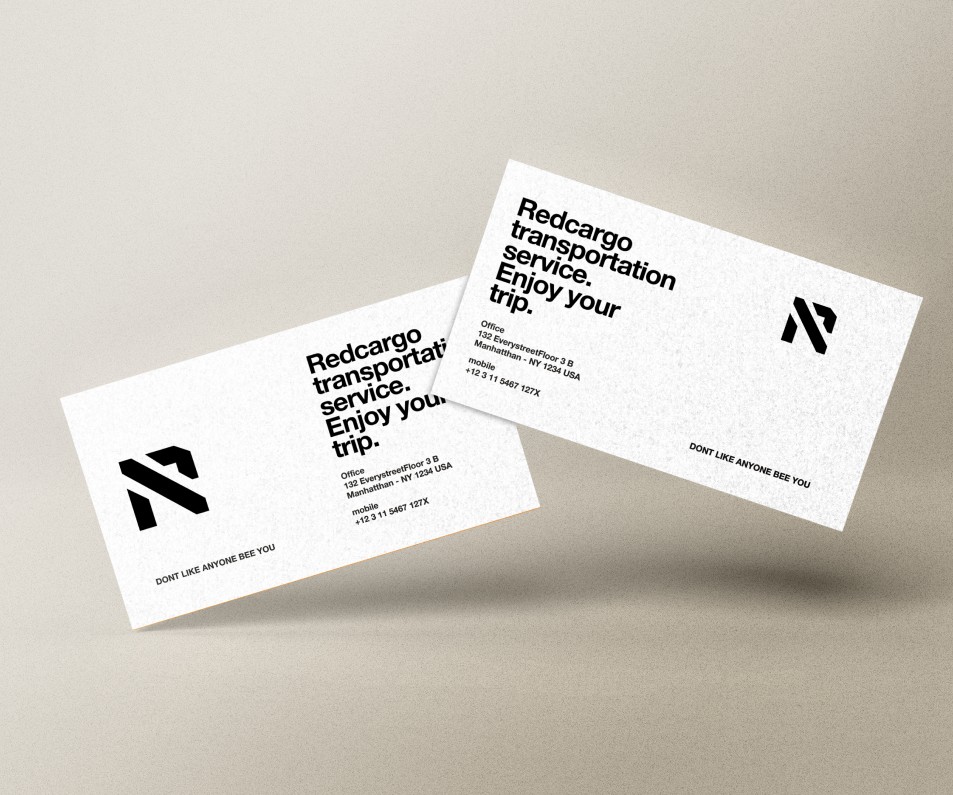 Redcargo
transportati
service.
Enjoy your
trip.
Office
132 EverystreetFloor 3 B
Manhatthan - NY 1234 USA
mobile
+12 3 11 5467 127X
DONT LIKE ANYONE BEE YOU
Redcargo
transportation
service.
Enjoy your
trip.
Office
132 EverystreetFloor 3 B
Manhatthan - NY 1234 USA
mobile
+12 3 11 5467 127X
DONT LIKE ANYONE BEE YOU